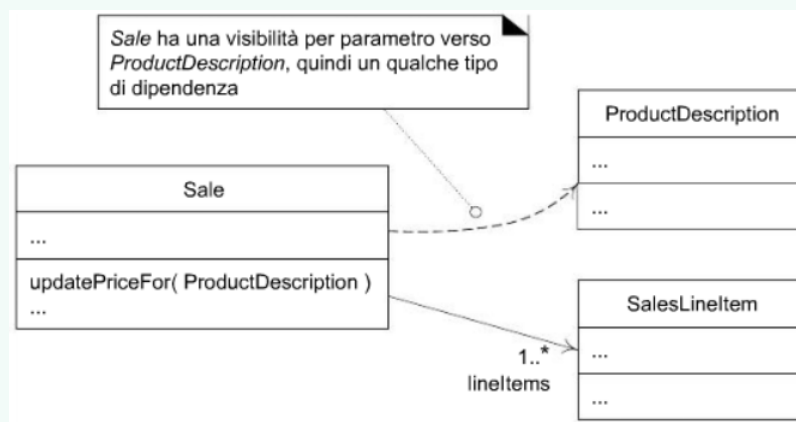 Sale ha una visibilità per parametro verso
ProductDescription, quindi un qualche tipo
di dipendenza
ProductDescription
...
...
Sale
...
updatePriceFor( ProductDescription )
...
SalesLineItem
...
...
1..*
lineItems